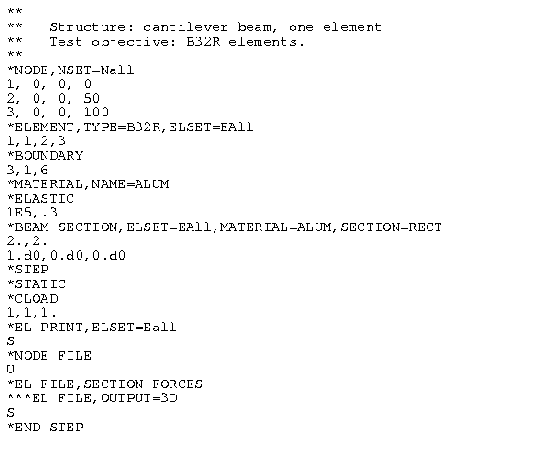 **
**   Structure: cantilever beam, one element
**   Test objective: B32R elements.
**
*NODE,NSET=Nall
1, 0, 0, 0
2, 0, 0, 50
3, 0, 0, 100
*ELEMENT,TYPE=B32R,ELSET=EAll
1,1,2,3
*BOUNDARY
3,1,6
*MATERIAL,NAME=ALUM
*ELASTIC
1E5,.3
*BEAM SECTION,ELSET=EAll,MATERIAL=ALUM,SECTION=RECT
2.,2.
1.d0,0.d0,0.d0
*STEP
*STATIC
*CLOAD
1,1,1.
*EL PRINT,ELSET=Eall
S
*NODE FILE
U
*EL FILE,SECTION FORCES
***EL FILE,OUTPUT=3D
S
*END STEP